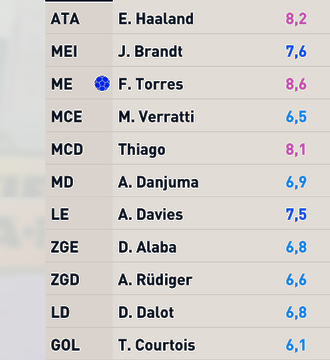 ATA E. Haaland 8,2
MEI J. Brandt 7,6
ME F. Torres 8,6
MCE M. Verratti 6,5
MCD Thiago 8,1
MD A. Danjuma 6,9
LE A. Davies 7,5
ZGE D. Alaba 6,8
ZGD A. Rüdiger 6,6
LD D. Dalot 6,8
GOL T. Courtois 6,1